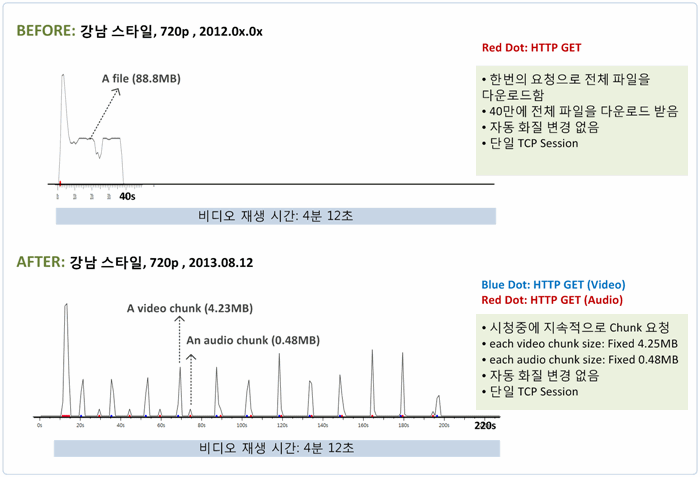 BEFORE: 강남 스타일, 720p , 2012.0x.0x
Red Dot: HTTP GET
A file (88.8MB)
• 한번의 요청으로 전체 파일을
다운로드함
• 40만에 전체 파일을 다운로드 받음
• 자동 화질 변경 없음
• 단일 TCP Session
40s
비디오 재생 시간: 4분 12초
AFTER: 강남 스타일, 720p , 2013.08.12
Blue Dot: HTTP GET (Video)
Red Dot: HTTP GET (Audio)
A video chunk (4.23MB)
An audio chunk (0.48MB)
• 시청중에 지속적으로 Chunk 요청
• each video chunk size: Fixed 4.25MB
• each audio chunk size: Fixed 0.48MB
• 자동 화질 변경 없음
• 단일 TCP Session
0s 20s 40s 60s 80s 100s 120s 140s 160s 180s 200s 220s
비디오 재생 시간: 4분 12초